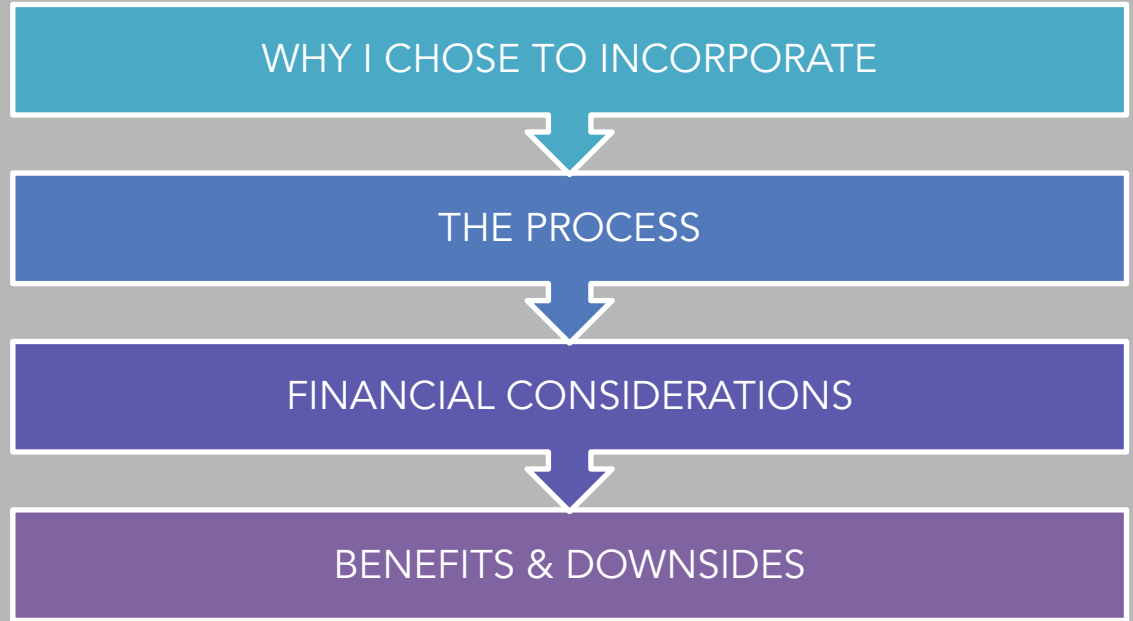 WHY I CHOSE TO INCORPORATE
THE PROCESS
FINANCIAL CONSIDERATIONS
BENEFITS & DOWNSIDES